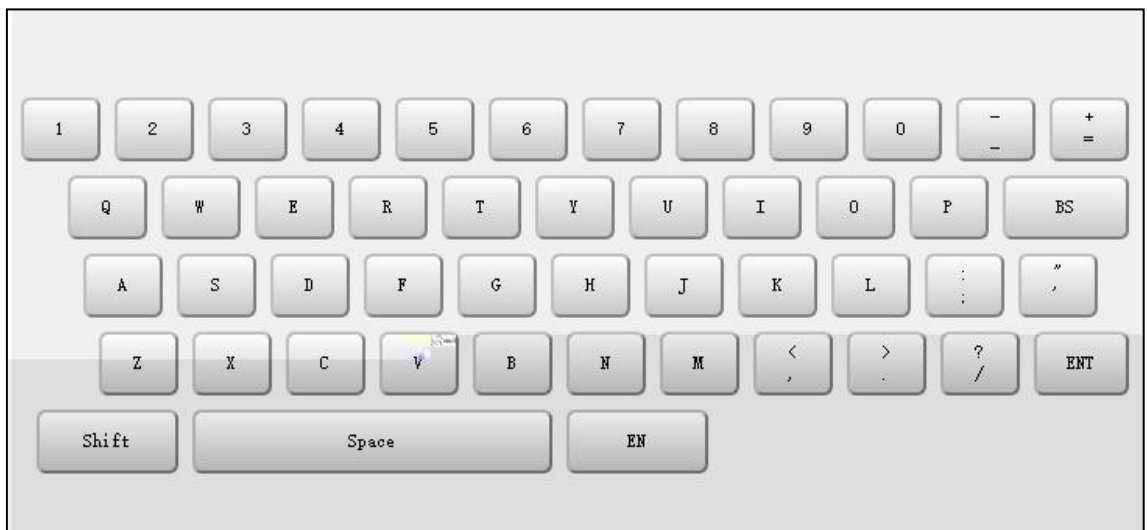 1 2 3 4 5 6 7 8 9 0 — _ + =
Q W E R T Y U I O P BS
A S D F G H J K L : ; " ,
Z X C V B N M < , > . ? / ENT
Shift Space EN